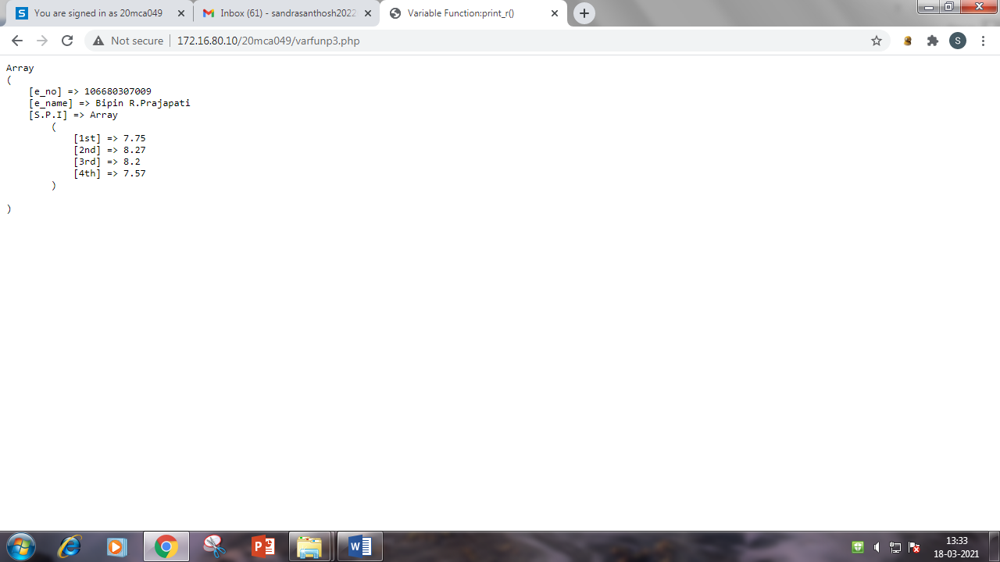 You are signed in as 20mca049
Inbox (61) - sandrasanthosh2022
Variable Function:print_r()
Not secure
172.16.80.10/20mca049/varfunp3.php
S
Array
(
    [e_no] => 106680307009
    [e_name] => Bipin R.Prajapati
    [S.P.I] => Array
        (
            [1st] => 7.75
            [2nd] => 8.27
            [3rd] => 8.2
            [4th] => 7.57
        )

)
13:33
18-03-2021